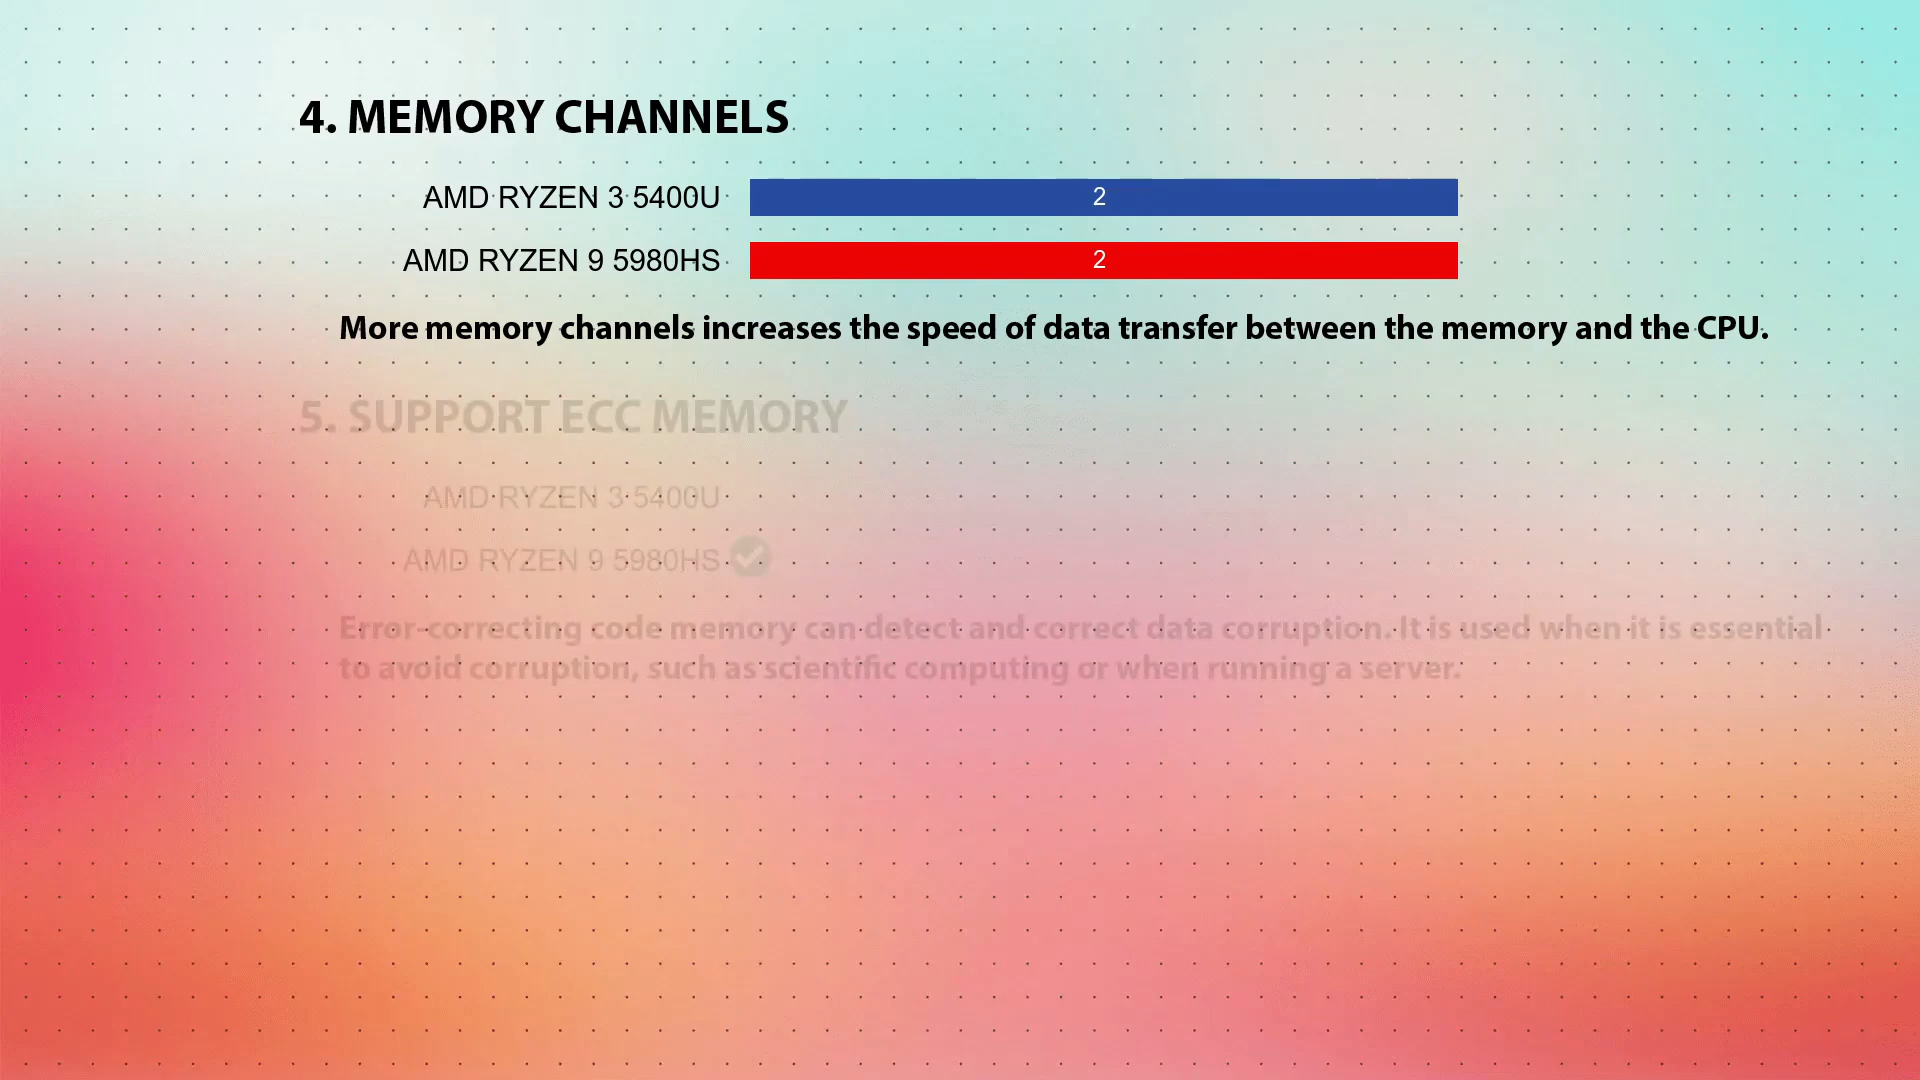 4. MEMORY CHANNELS
AMD RYZEN 3 5400U
2
AMD RYZEN 9 5980HS
2
More memory channels increases the speed of data transfer between the memory and the CPU.
5. SUPPORT ECC MEMORY
AMD RYZEN 3 5400U
AMD RYZEN 9 5980HS
Error-correcting code memory can detect and correct data corruption. It is used when it is essential
to avoid corruption, such as scientific computing or when running a server.